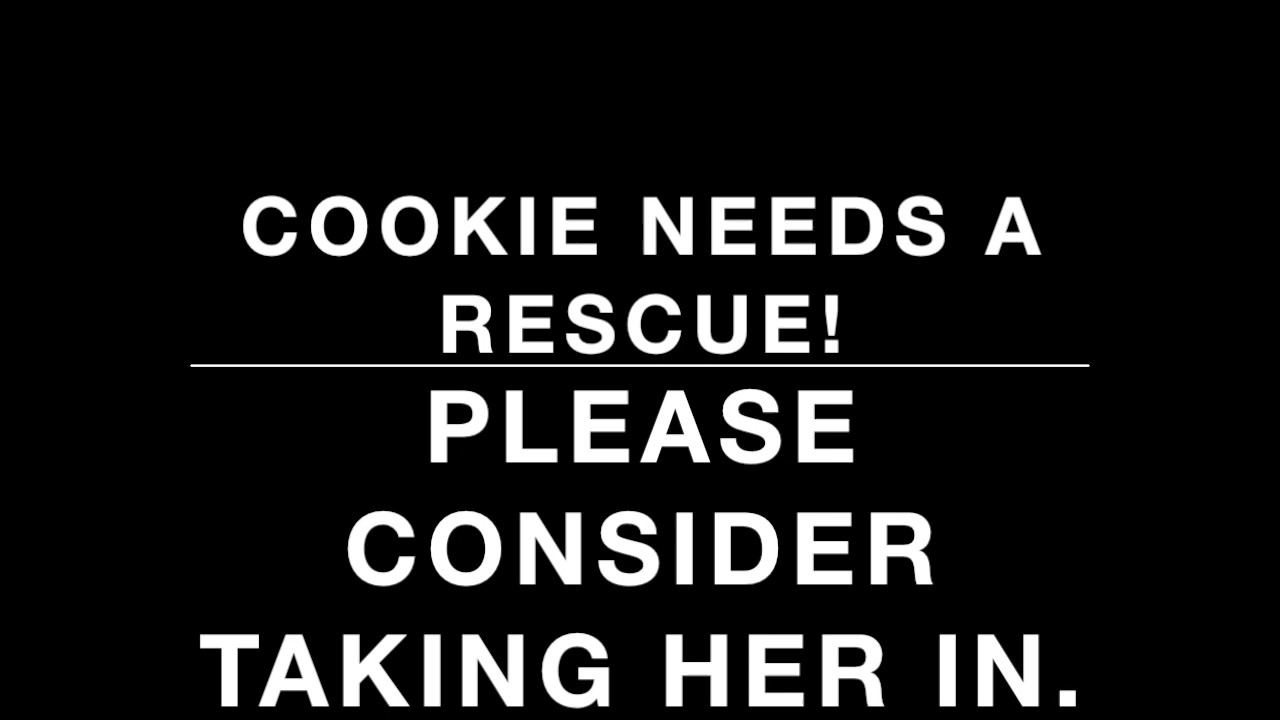 COOKIE NEEDS A
RESCUE!
PLEASE
CONSIDER
TAKING HER IN.